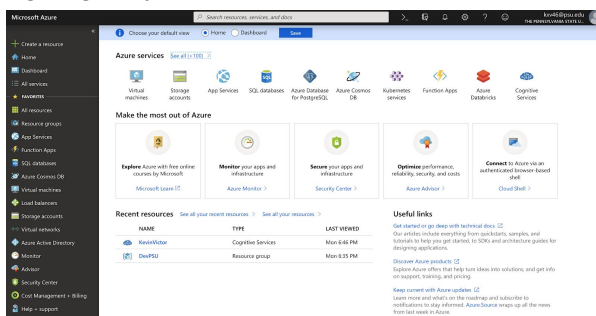 Microsoft Azure
Search resources, services, and docs
kxv46@psu.edu
THE PENNSYLVANIA STATE U...
Choose your default view
Home
Dashboard
Save
Create a resource
Home
Dashboard
All services
FAVORITES
All resources
Resource groups
App Services
Function Apps
SQL databases
Azure Cosmos DB
Virtual machines
Load balancers
Storage accounts
Virtual networks
Azure Active Directory
Monitor
Advisor
Security Center
Cost Management + Billing
Help + support
Azure services See all (+100) >
Virtual machines
Storage accounts
App Services
SQL databases
Azure Database for PostgreSQL
Azure Cosmos DB
Kubernetes services
Function Apps
Azure Databricks
Cognitive Services
Make the most out of Azure
Explore Azure with free online
courses by Microsoft
Microsoft Learn
Monitor your apps and
infrastructure
Azure Monitor >
Secure your apps and
infrastructure
Security Center >
Optimize performance,
reliability, security, and costs
Azure Advisor >
Connect to Azure via an
authenticated browser-based
shell
Cloud Shell >
Recent resources See all your recent resources > See all your resources >
NAME TYPE LAST VIEWED
KevinVictor Cognitive Services Mon 6:46 PM
DevPSU Resource group Mon 6:35 PM
Useful links
Get started or go deep with technical docs
Our articles include everything from quickstarts, samples, and
tutorials to help you get started, to SDKs and architecture guides for
designing applications.
Discover Azure products
Explore Azure offers that help turn ideas into solutions, and get info
on support, training, and pricing.
Keep current with Azure updates
Learn more and what's on the roadmap and subscribe to
notifications to stay informed. Azure.Source wraps up all the news
from last week in Azure.